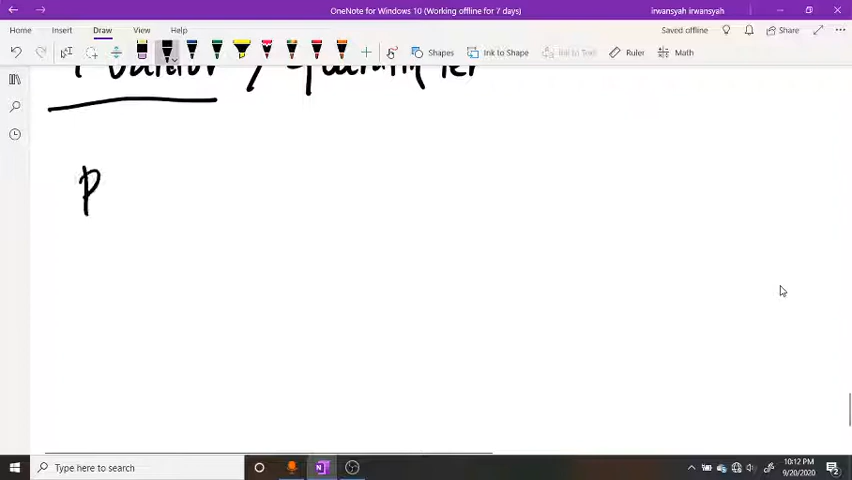 OneNote for Windows 10 (Working offline for 7 days)
irwansyah irwansyah
Home Insert Draw View Help
Saved offline
Share
Shapes
Ink to Shape
Ink to Text
Ruler
Math
P
Type here to search
10:12 PM
9/20/2020
2